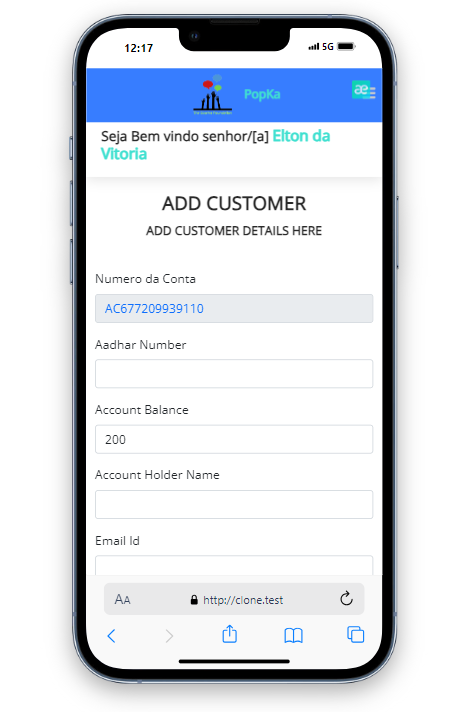 12:17
5G
PopKa
æ
Seja Bem vindo senhor/[a] Elton da
Vitoria
ADD CUSTOMER
ADD CUSTOMER DETAILS HERE
Numero da Conta
AC677209939110
Aadhar Number
Account Balance
200
Account Holder Name
Email Id
AA
http://clone.test